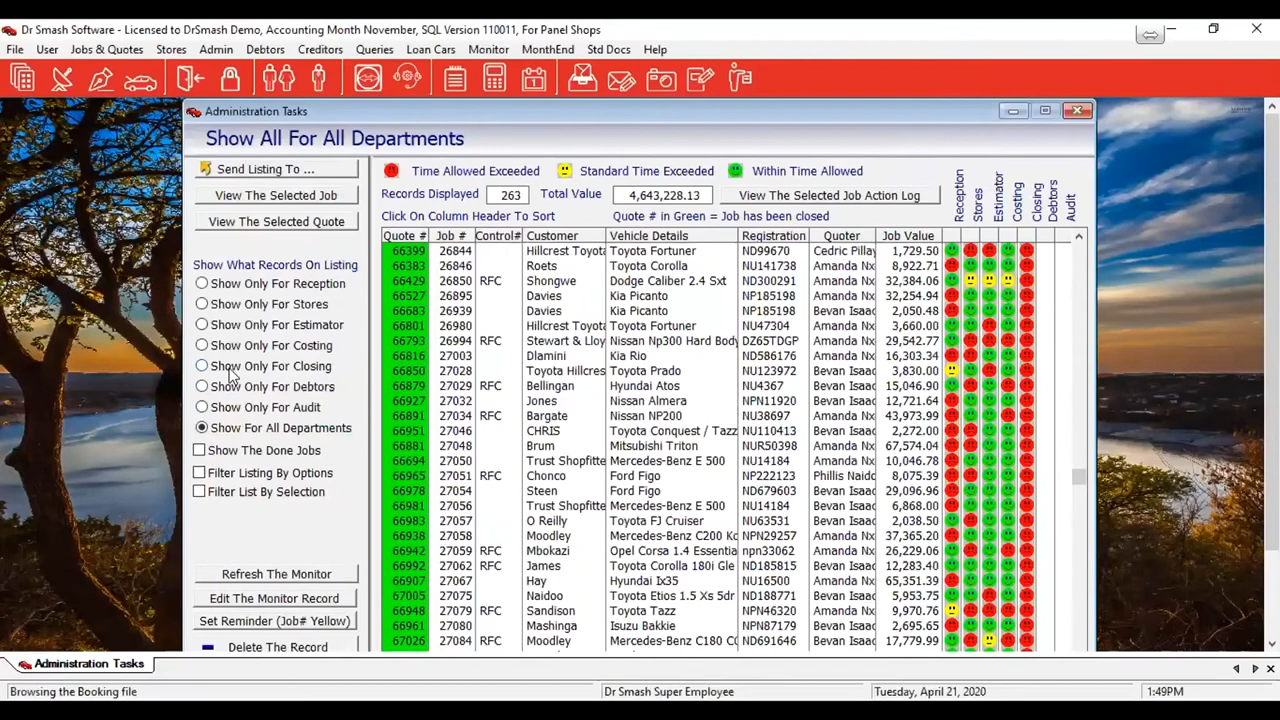 Dr Smash Software - Licensed to DrSmash Demo, Accounting Month November, SQL Version 110011, For Panel Shops
File User Jobs & Quotes Stores Admin Debtors Creditors Queries Loan Cars Monitor MonthEnd Std Docs Help
Administration Tasks
Show All For All Departments
Send Listing To ...
View The Selected Job
View The Selected Quote
Show What Records On Listing
Show Only For Reception
Show Only For Stores
Show Only For Estimator
Show Only For Costing
Show Only For Closing
Show Only For Debtors
Show Only For Audit
Show For All Departments
Show The Done Jobs
Filter Listing By Options
Filter List By Selection
Refresh The Monitor
Edit The Monitor Record
Set Reminder (Job# Yellow)
Delete The Record
Time Allowed Exceeded Standard Time Exceeded Within Time Allowed
Records Displayed 263 Total Value 4,643,228.13 View The Selected Job Action Log
Click On Column Header To Sort Quote # in Green = Job has been closed
Reception
Stores
Estimator
Costing
Closing
Debtors
Audit
Quote # Job # Control# Customer Vehicle Details Registration Quoter Job Value
66399 26844 Hillcrest Toyota Toyota Fortuner ND99670 Cedric Pillay 1,729.50
66383 26846 Roets Toyota Corolla NU141738 Amanda Nx 8,922.71
66429 26850 RFC Shongwe Dodge Caliber 2.4 Sxt ND300291 Amanda Nx 32,384.06
66527 26895 Davies Kia Picanto NP185198 Amanda Nx 32,254.94
66683 26939 Davies Kia Picanto NP185198 Bevan Isaac 2,050.48
66801 26980 Hillcrest Toyota Toyota Fortuner NU47304 Amanda Nx 3,660.00
66793 26994 RFC Stewart & Lloy Nissan Np300 Hard Body DZ65TDGP Amanda Nx 29,542.77
66816 27003 Dlamini Kia Rio ND586176 Amanda Nx 16,303.34
66850 27028 Toyota Hillcres Toyota Prado NU123972 Amanda Nx 3,830.00
66879 27029 RFC Bellingan Hyundai Atos NU4367 Amanda Nx 15,046.90
66927 27032 Jones Nissan Almera NPN11920 Amanda Nx 12,721.64
66891 27034 RFC Bargate Nissan NP200 NU38697 Amanda Nx 43,973.99
66951 27046 CHRIS Toyota Conquest / Tazz NU110413 Bevan Isaac 2,272.00
66881 27048 Brum Mitsubishi Triton NUR50398 Amanda Nx 67,574.04
66694 27050 Trust Shopfitte Mercedes-Benz E 500 NU14184 Amanda Nx 10,046.78
66965 27051 RFC Chonco Ford Figo NP222123 Phillis Naido 8,075.39
66978 27054 Steen Ford Figo ND679603 Bevan Isaac 29,096.96
66981 27056 Trust Shopfitte Mercedes-Benz E 500 NU14184 Bevan Isaac 6,868.00
66983 27057 O Reilly Toyota FJ Cruiser NU63531 Bevan Isaac 2,038.50
66938 27058 Moodley Mercedes-Benz C200 Ko NPN29257 Amanda Nx 37,365.20
66942 27059 RFC Mbokazi Opel Corsa 1.4 Essentia npn33062 Amanda Nx 26,229.06
66992 27062 RFC James Toyota Corolla 180i Gle ND185815 Amanda Nx 12,283.40
66907 27067 Hay Hyundai Ix35 NU16500 Amanda Nx 65,351.39
67005 27075 Naidoo Toyota Etios 1.5 Xs 5dr ND188771 Bevan Isaac 5,953.75
66948 27079 RFC Sandison Toyota Tazz NPN46320 Amanda Nx 9,970.76
66961 27080 Mashinga Isuzu Bakkie NPN87179 Amanda Nx 2,695.65
67026 27084 RFC Moodley Mercedes-Benz C180 C ND691646 Bevan Isaac 17,779.99
Administration Tasks
Browsing the Booking file Dr Smash Super Employee Tuesday, April 21, 2020 1:49PM